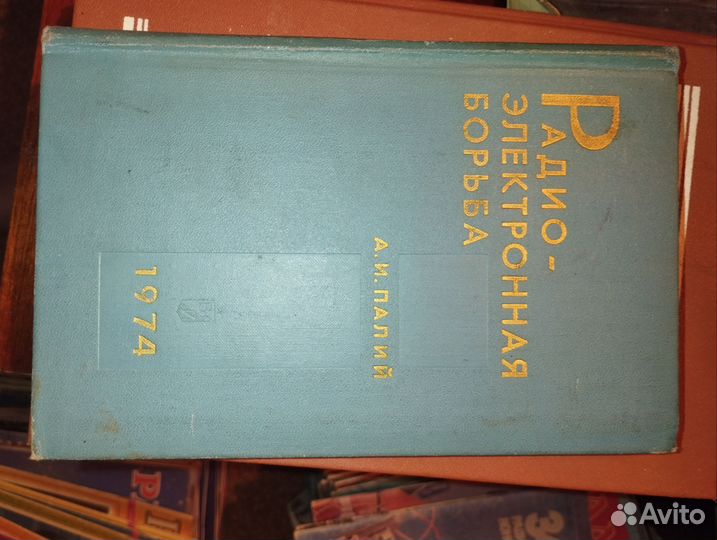 РАДИО-
ЭЛЕКТРОННАЯ
БОРЬБА
А.И.ПАЛИЙ
1974
Avito